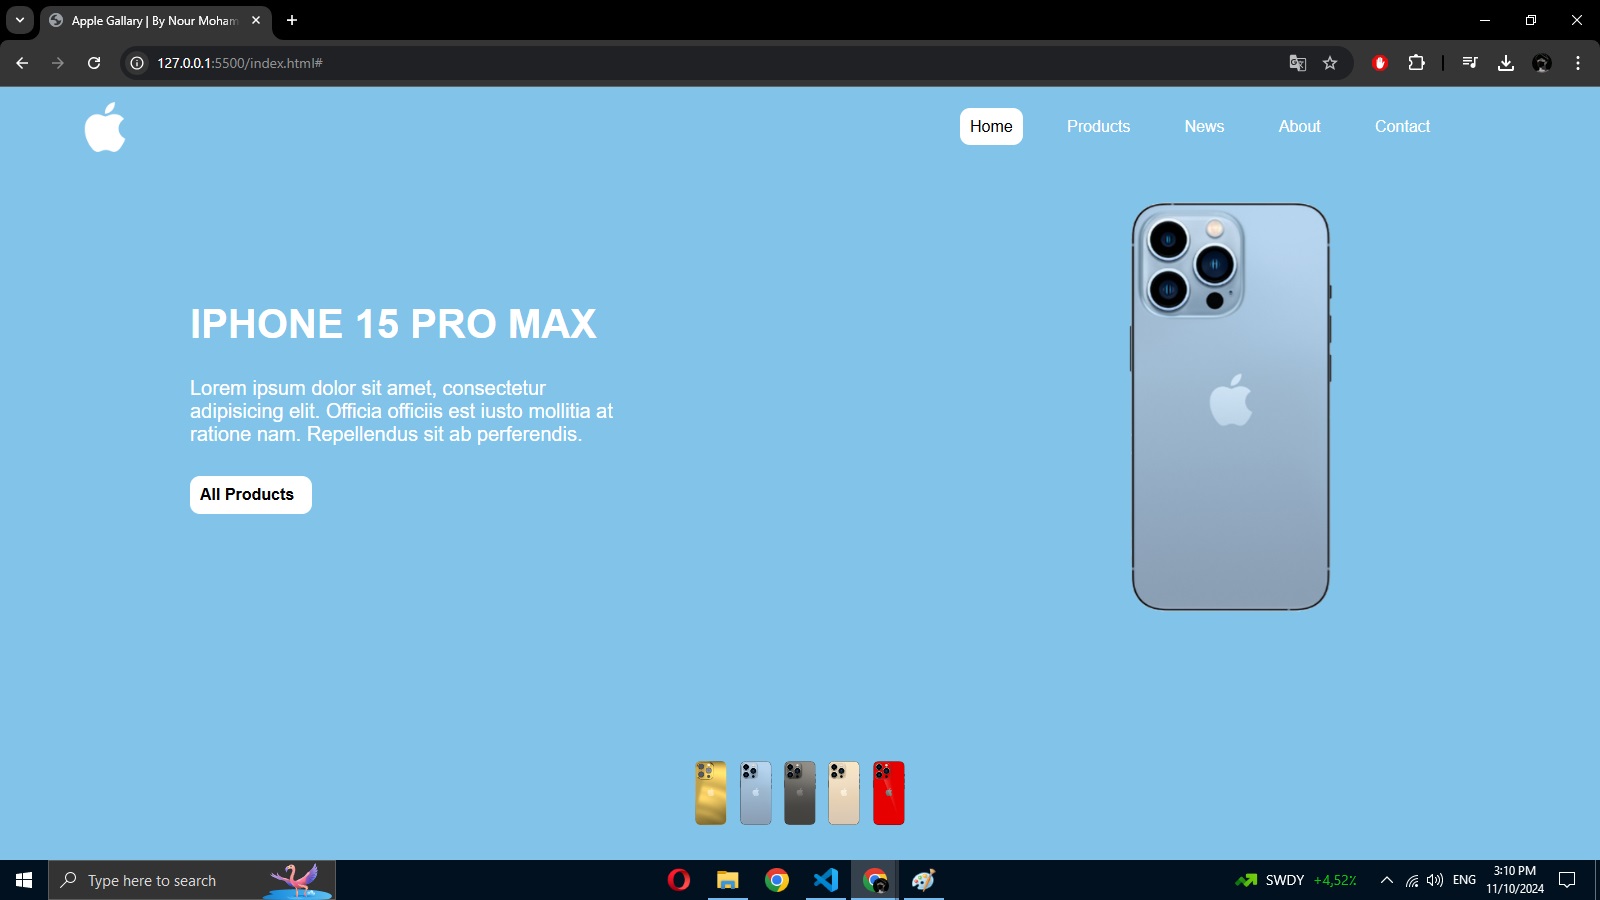 Apple Gallary | By Nour Moham
127.0.0.1:5500/index.html#
Home
Products
News
About
Contact
IPHONE 15 PRO MAX
Lorem ipsum dolor sit amet, consectetur
adipisicing elit. Officia officiis est iusto mollitia at
ratione nam. Repellendus sit ab perferendis.
All Products
Type here to search
SWDY +4,52%
ENG
3:10 PM
11/10/2024